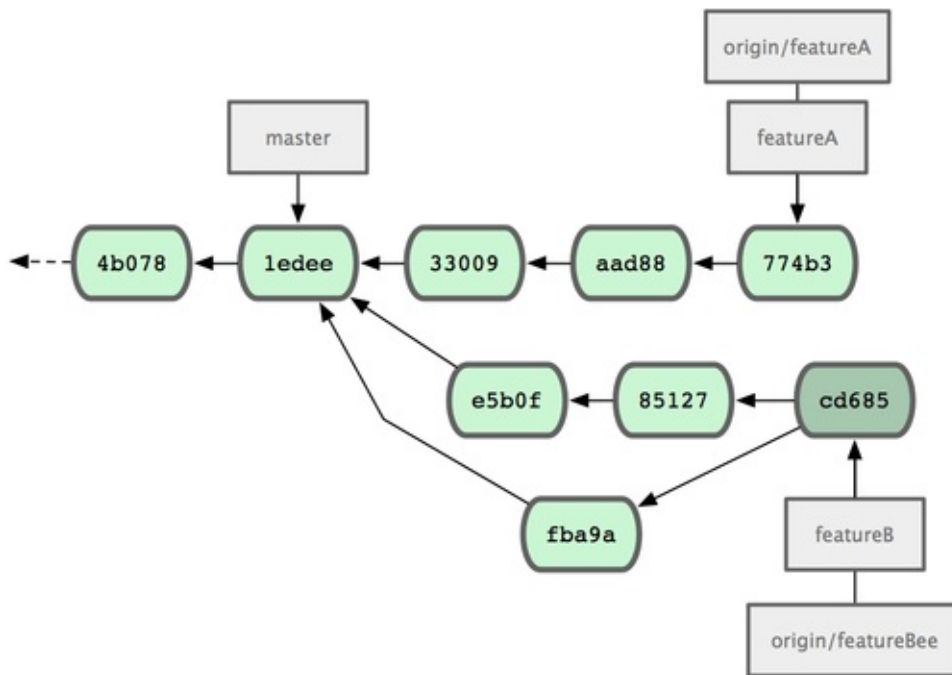 origin/featureA
master
featureA
4b078
1edee
33009
aad88
774b3
e5b0f
85127
cd685
fba9a
featureB
origin/featureBee